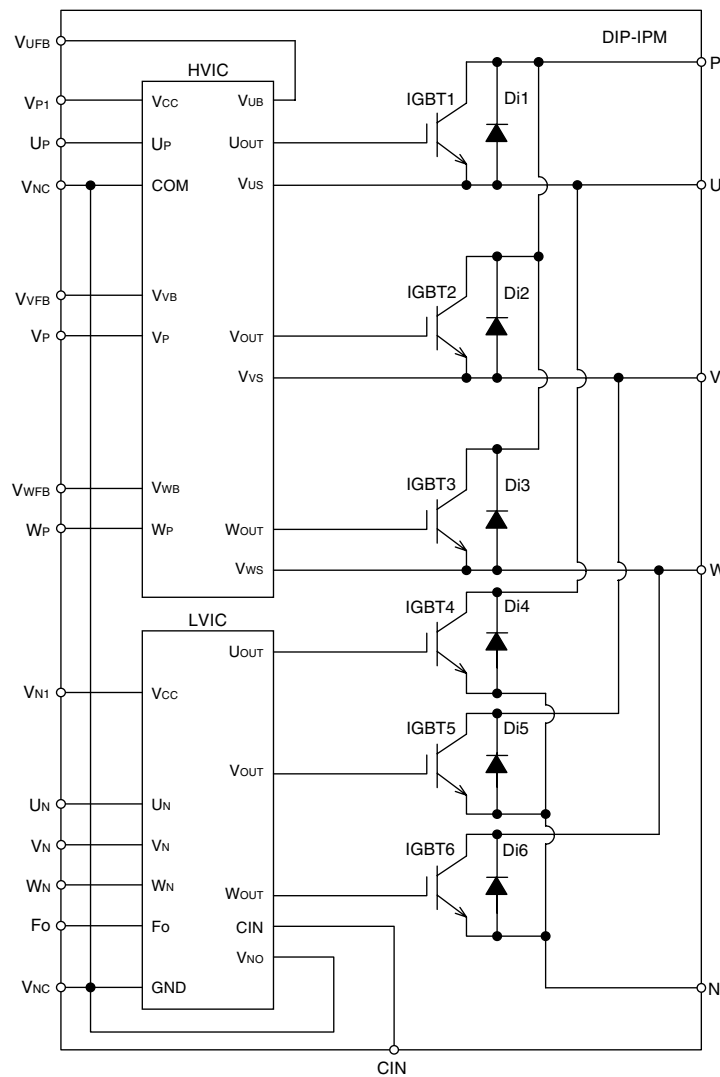 DIP-IPM
VUFB
HVIC
P
VP1
VCC
VUB
IGBT1
Di1
UP
UP
UOUT
VNC
COM
VUS
U
IGBT2
Di2
VVFB
VVB
VP
VP
VOUT
VVS
V
IGBT3
Di3
VWFB
VWB
WP
WP
WOUT
VWS
W
LVIC
IGBT4
Di4
UOUT
VN1
VCC
IGBT5
Di5
VOUT
UN
UN
VN
VN
IGBT6
Di6
WN
WN
WOUT
Fo
Fo
CIN
VNO
VNC
GND
N
CIN